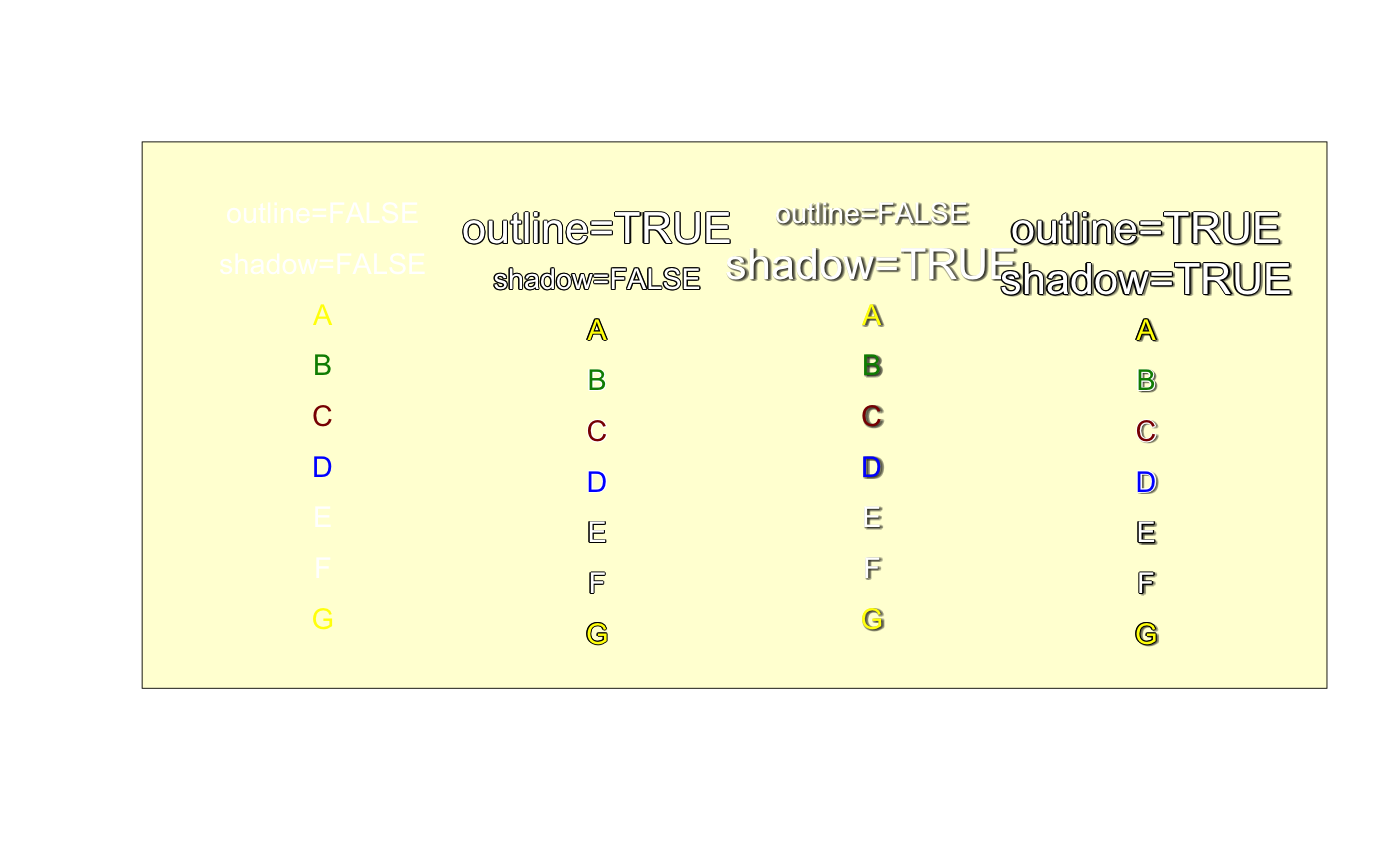 outline=FALSE
shadow=FALSE
A
B
C
D
E
F
G
outline=TRUE
shadow=FALSE
A
B
C
D
E
F
G
outline=FALSE
shadow=TRUE
A
B
C
D
E
F
G
outline=TRUE
shadow=TRUE
A
B
C
D
E
F
G